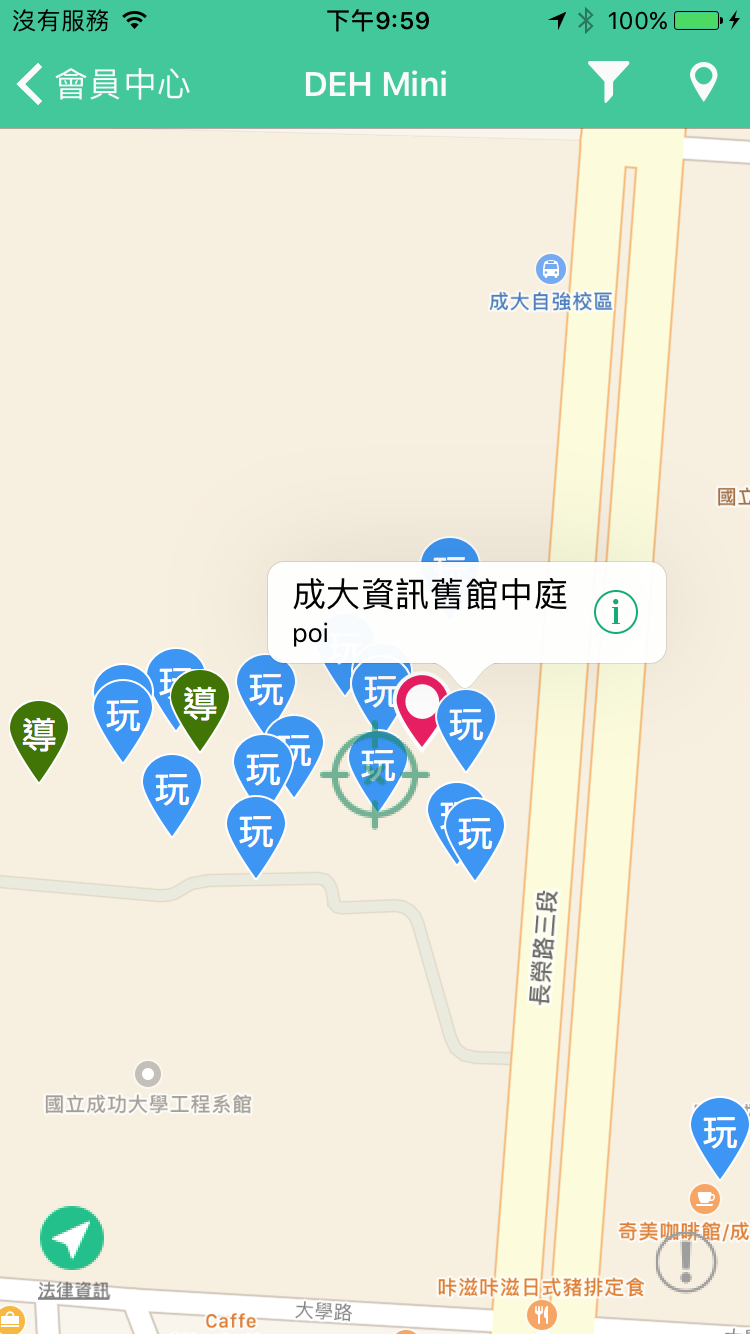 沒有服務
下午9:59
100%
會員中心
DEH Mini
成大自強校區
國立
玩
成大資訊舊館中庭
poi
玩
玩
玩
玩
玩
導
導
玩
玩
玩
玩
玩
玩
玩
玩
玩
長榮路三段
國立成功大學工程系館
玩
奇美咖啡館/成
法律資訊
咔滋咔滋日式豬排定食
大學路
Caffe